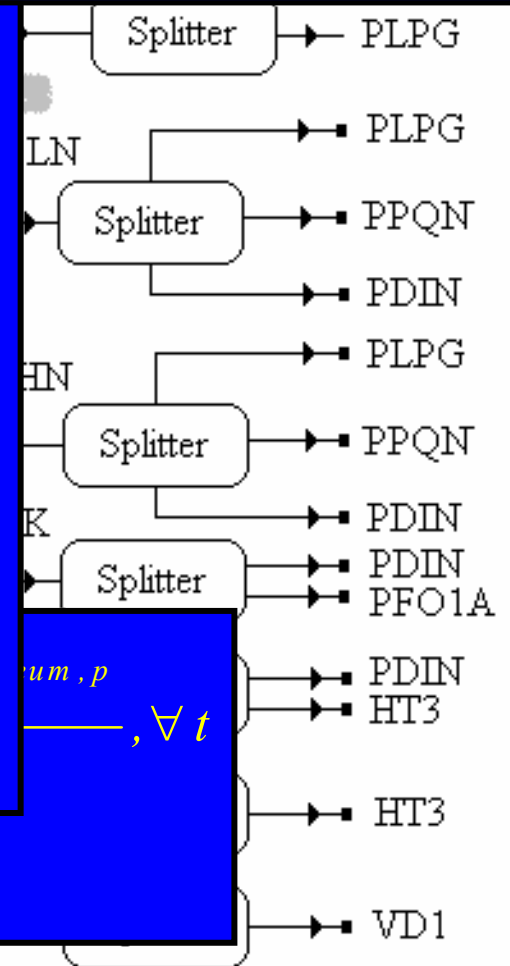 Splitter PLPG
PLPG
LN
Splitter PPQN
PDIN
PLPG
HN
Splitter PPQN
PDIN
K
PDIN
Splitter
PFO1A
um , p
PDIN
, ∀ t
HT3
HT3
VD1